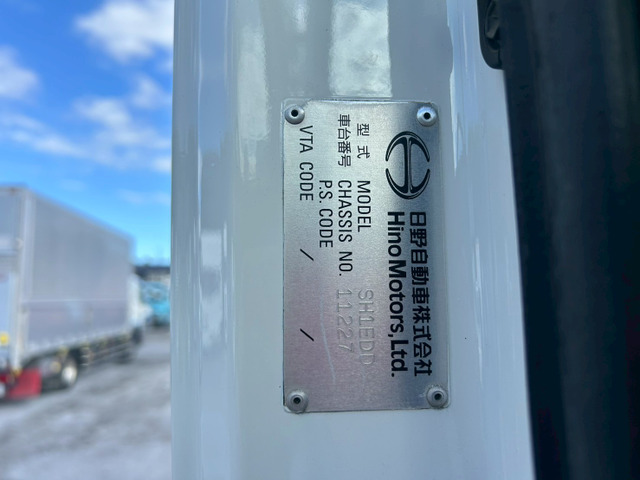 日野自動車株式会社
HinoMotors,Ltd.
型式 MODEL SH1EDD
車台番号 CHASSIS NO. 11227
P.S. CODE /
VTA CODE /